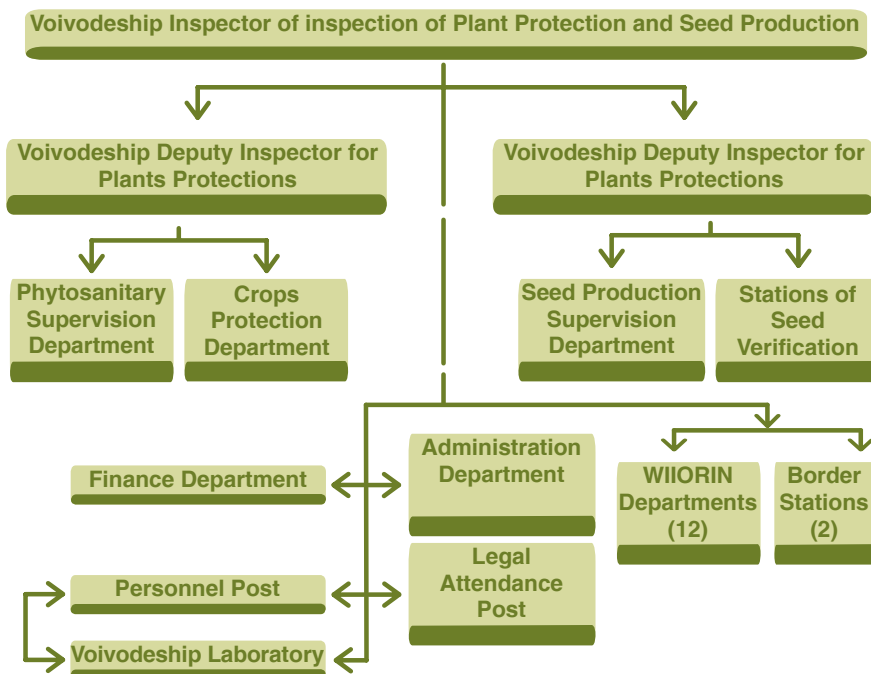 Voivodeship Inspector of inspection of Plant Protection and Seed Production
Voivodeship Deputy Inspector for
Plants Protections
Voivodeship Deputy Inspector for
Plants Protections
Phytosanitary
Supervision
Department
Crops
Protection
Department
Seed Production
Supervision
Department
Stations of
Seed
Verification
Finance Department
Administration
Department
WIIORIN
Departments
(12)
Border
Stations
(2)
Personnel Post
Legal
Attendance
Post
Voivodeship Laboratory